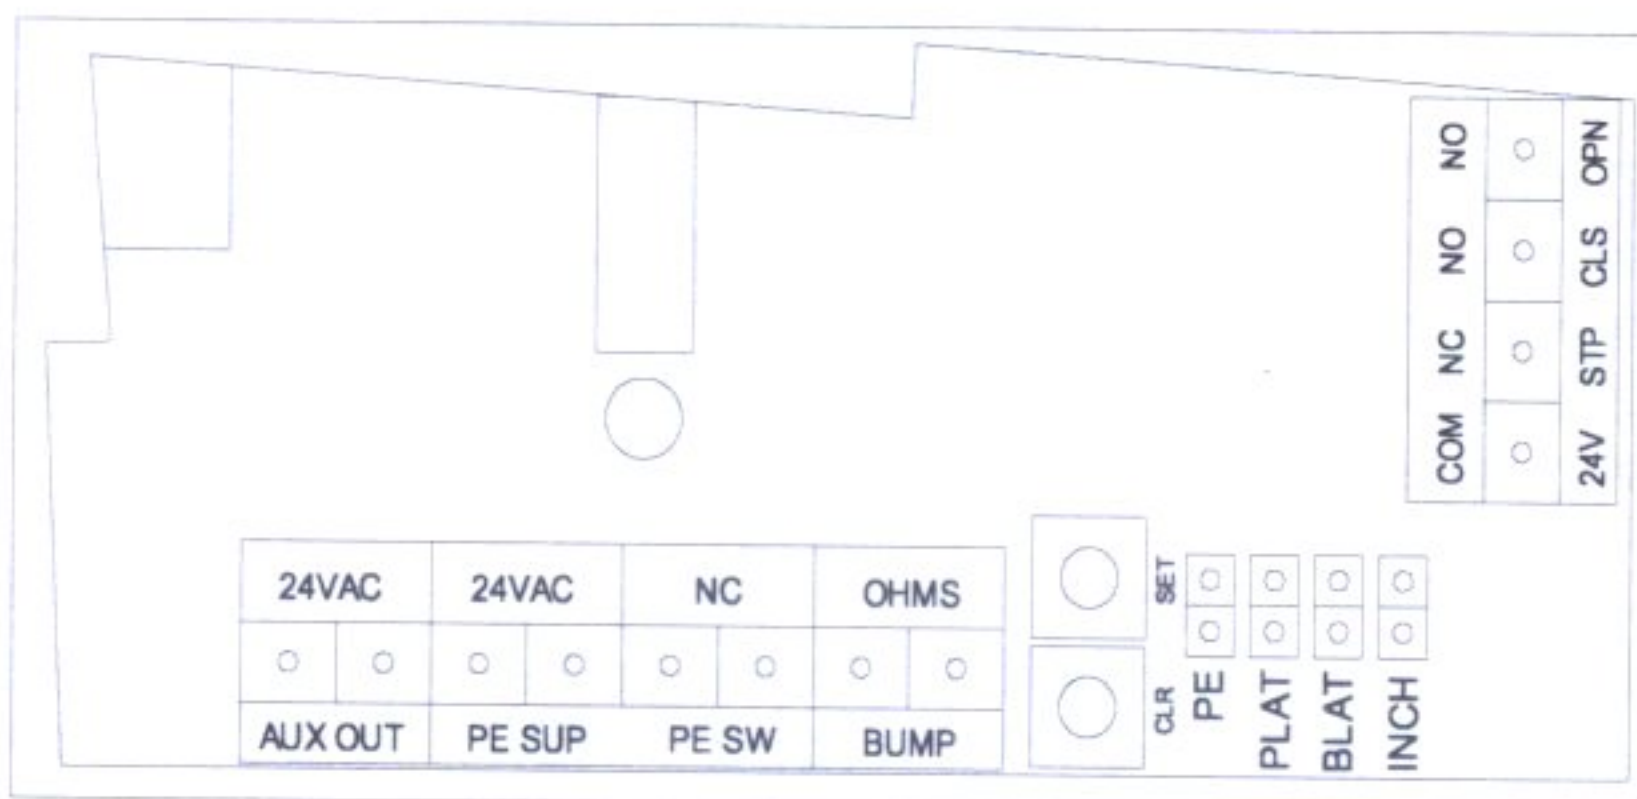 24VAC 24VAC NC OHMS
AUX OUT PE SUP PE SW BUMP
SET
CLR
PE
PLAT
BLAT
INCH
COM NC NO NO
24V STP CLS OPN